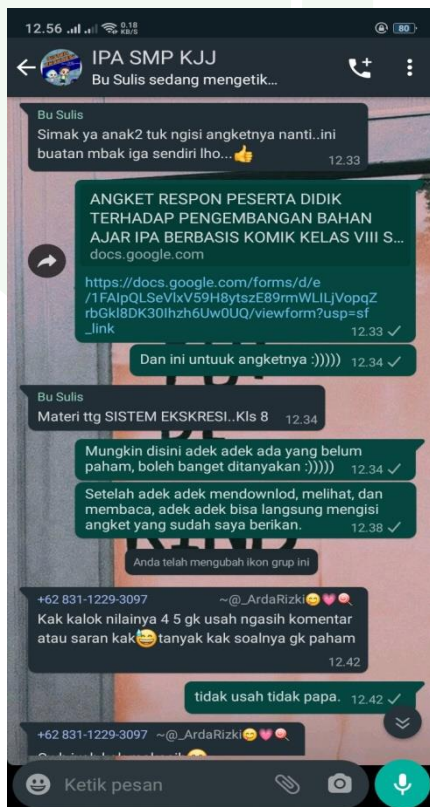 12.56
0.18
KB/S
80
IPA SMP KJJ
Bu Sulis sedang mengetik...
Bu Sulis
Simak ya anak2 tuk ngisi angketnya nanti..ini
buatan mbak iga sendiri lho...👍
12.33
ANGKET RESPON PESERTA DIDIK
TERHADAP PENGEMBANGAN BAHAN
AJAR IPA BERBASIS KOMIK KELAS VIII S...
docs.google.com
https://docs.google.com/forms/d/e
/1FAIpQLSeVlxV59H8ytszE89rmWLILjVopqZ
rbGkl8DK30Ihzh6Uw0UQ/viewform?usp=sf
_link
12.33
Dan ini untuuk angketnya :))))) 12.34
Bu Sulis
Materi ttg SISTEM EKSKRESI..Kls 8 12.34
Mungkin disini adek adek ada yang belum
paham, boleh banget ditanyakan :))))) 12.34
Setelah adek adek mendownlod, melihat, dan
membaca, adek adek bisa langsung mengisi
angket yang sudah saya berikan. 12.38
KIND
Anda telah mengubah ikon grup ini
+62 831-1229-3097 ~@_ArdaRizki😊💗🍭
Kak kalok nilainya 4 5 gk usah ngasih komentar
atau saran kak😅tanyak kak soalnya gk paham
12.42
tidak usah tidak papa. 12.42
+62 831-1229-3097 ~@_ArdaRizki😊💗🍭
Ketik pesan